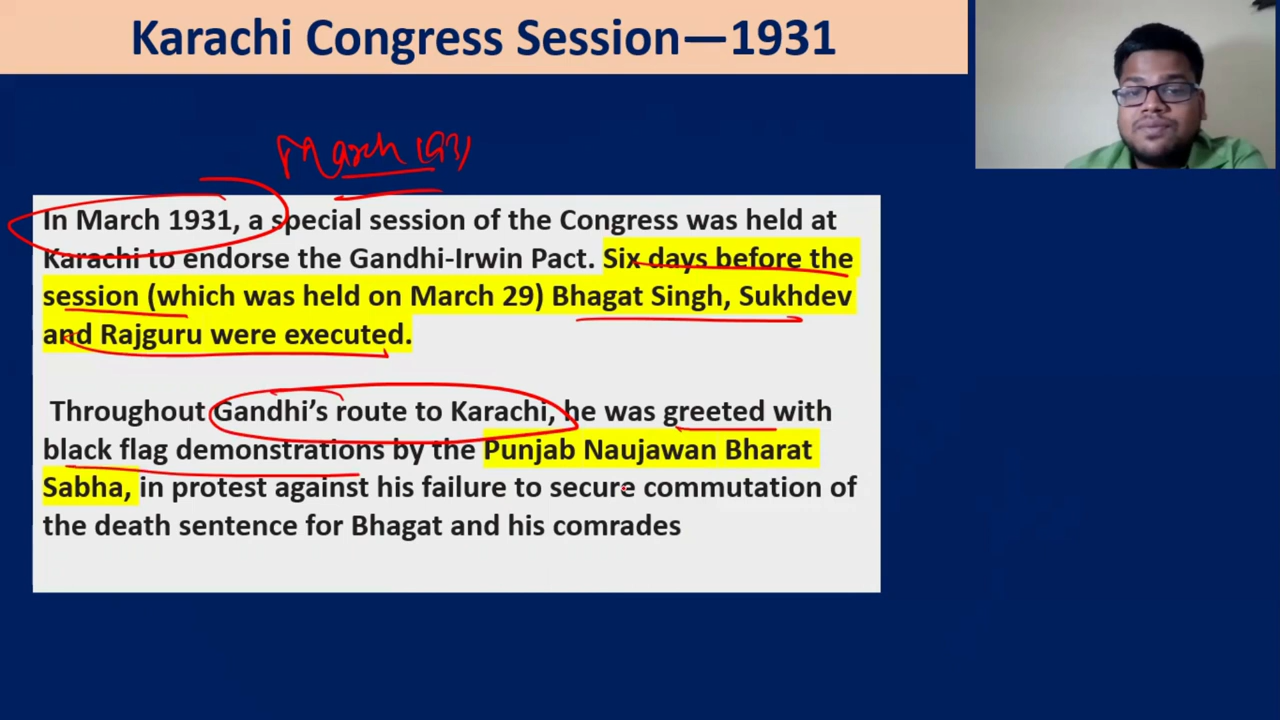 Karachi Congress Session—1931
March 1931
In March 1931, a special session of the Congress was held at
Karachi to endorse the Gandhi-Irwin Pact. Six days before the
session (which was held on March 29) Bhagat Singh, Sukhdev
and Rajguru were executed.
Throughout Gandhi's route to Karachi, he was greeted with
black flag demonstrations by the Punjab Naujawan Bharat
Sabha, in protest against his failure to secure commutation of
the death sentence for Bhagat and his comrades